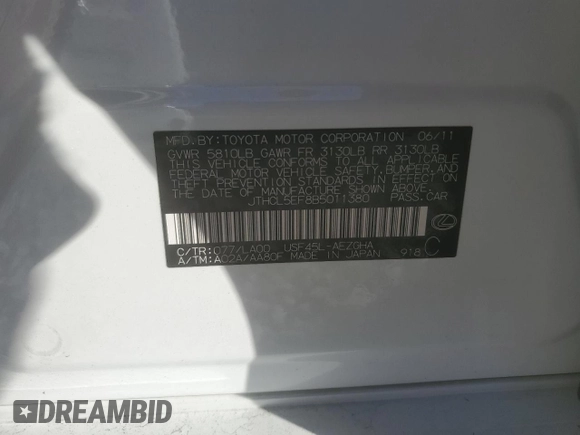 MFD.BY:TOYOTA MOTOR CORPORATION 06/11
GVWR 5810LB GAWR FR 3130LB RR 3130LB
THIS VEHICLE CONFORMS TO ALL APPLICABLE
FEDERAL MOTOR VEHICLE SAFETY,BUMPER,AND
THEFT PREVENTION STANDARDS IN EFFECT ON
THE DATE OF MANUFACTURE SHOWN ABOVE.
JTHCL5EF8B5011380 PASS.CAR
C/TR:077/LA00 USF45L-AEZGHA
A/TM:A02A/AA80F MADE IN JAPAN 918 C
DREAMBID